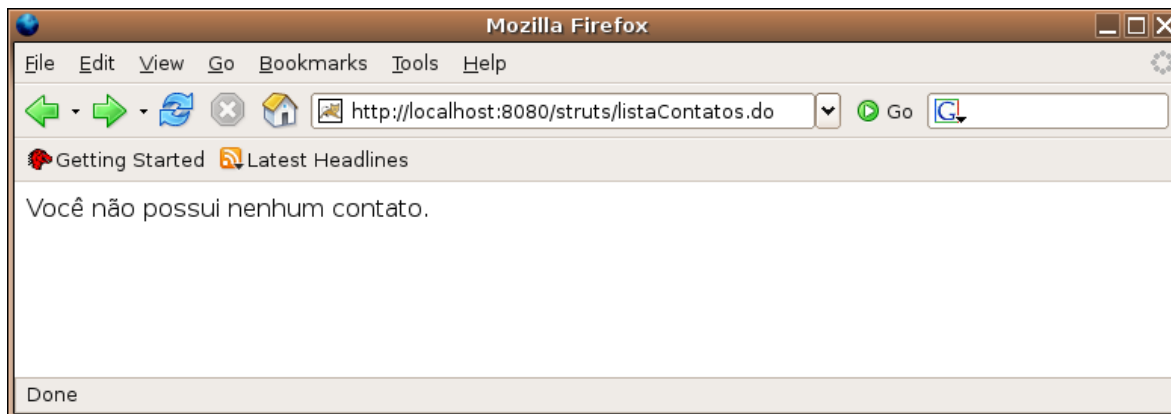 Mozilla Firefox
File Edit View Go Bookmarks Tools Help
http://localhost:8080/struts/listaContatos.do Go G
Getting Started Latest Headlines
Você não possui nenhum contato.
Done